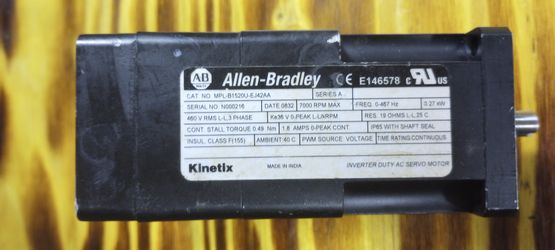 AB Allen-Bradley CE E146578 c UR US
CAT. NO. MPL-B1520U-EJ42AA SERIES A
SERIAL NO. N000216 DATE 0632 7000 RPM MAX FREQ. 0-467 Hz 0.27 kW
460 V RMS L-L,3 PHASE Ke36 V 0,PEAK L-L/kRPM RES. 19 OHMS L-L,25 C.
CONT. STALL TORQUE 0.49 Nm 1.8 AMPS 0-PEAK CONT. IP65 WITH SHAFT SEAL
INSUL. CLASS F(155) AMBIENT:40 C. PWM SOURCE: VOLTAGE TIME RATING:CONTINUOUS
Kinetix MADE IN INDIA INVERTER DUTY AC SERVO MOTOR